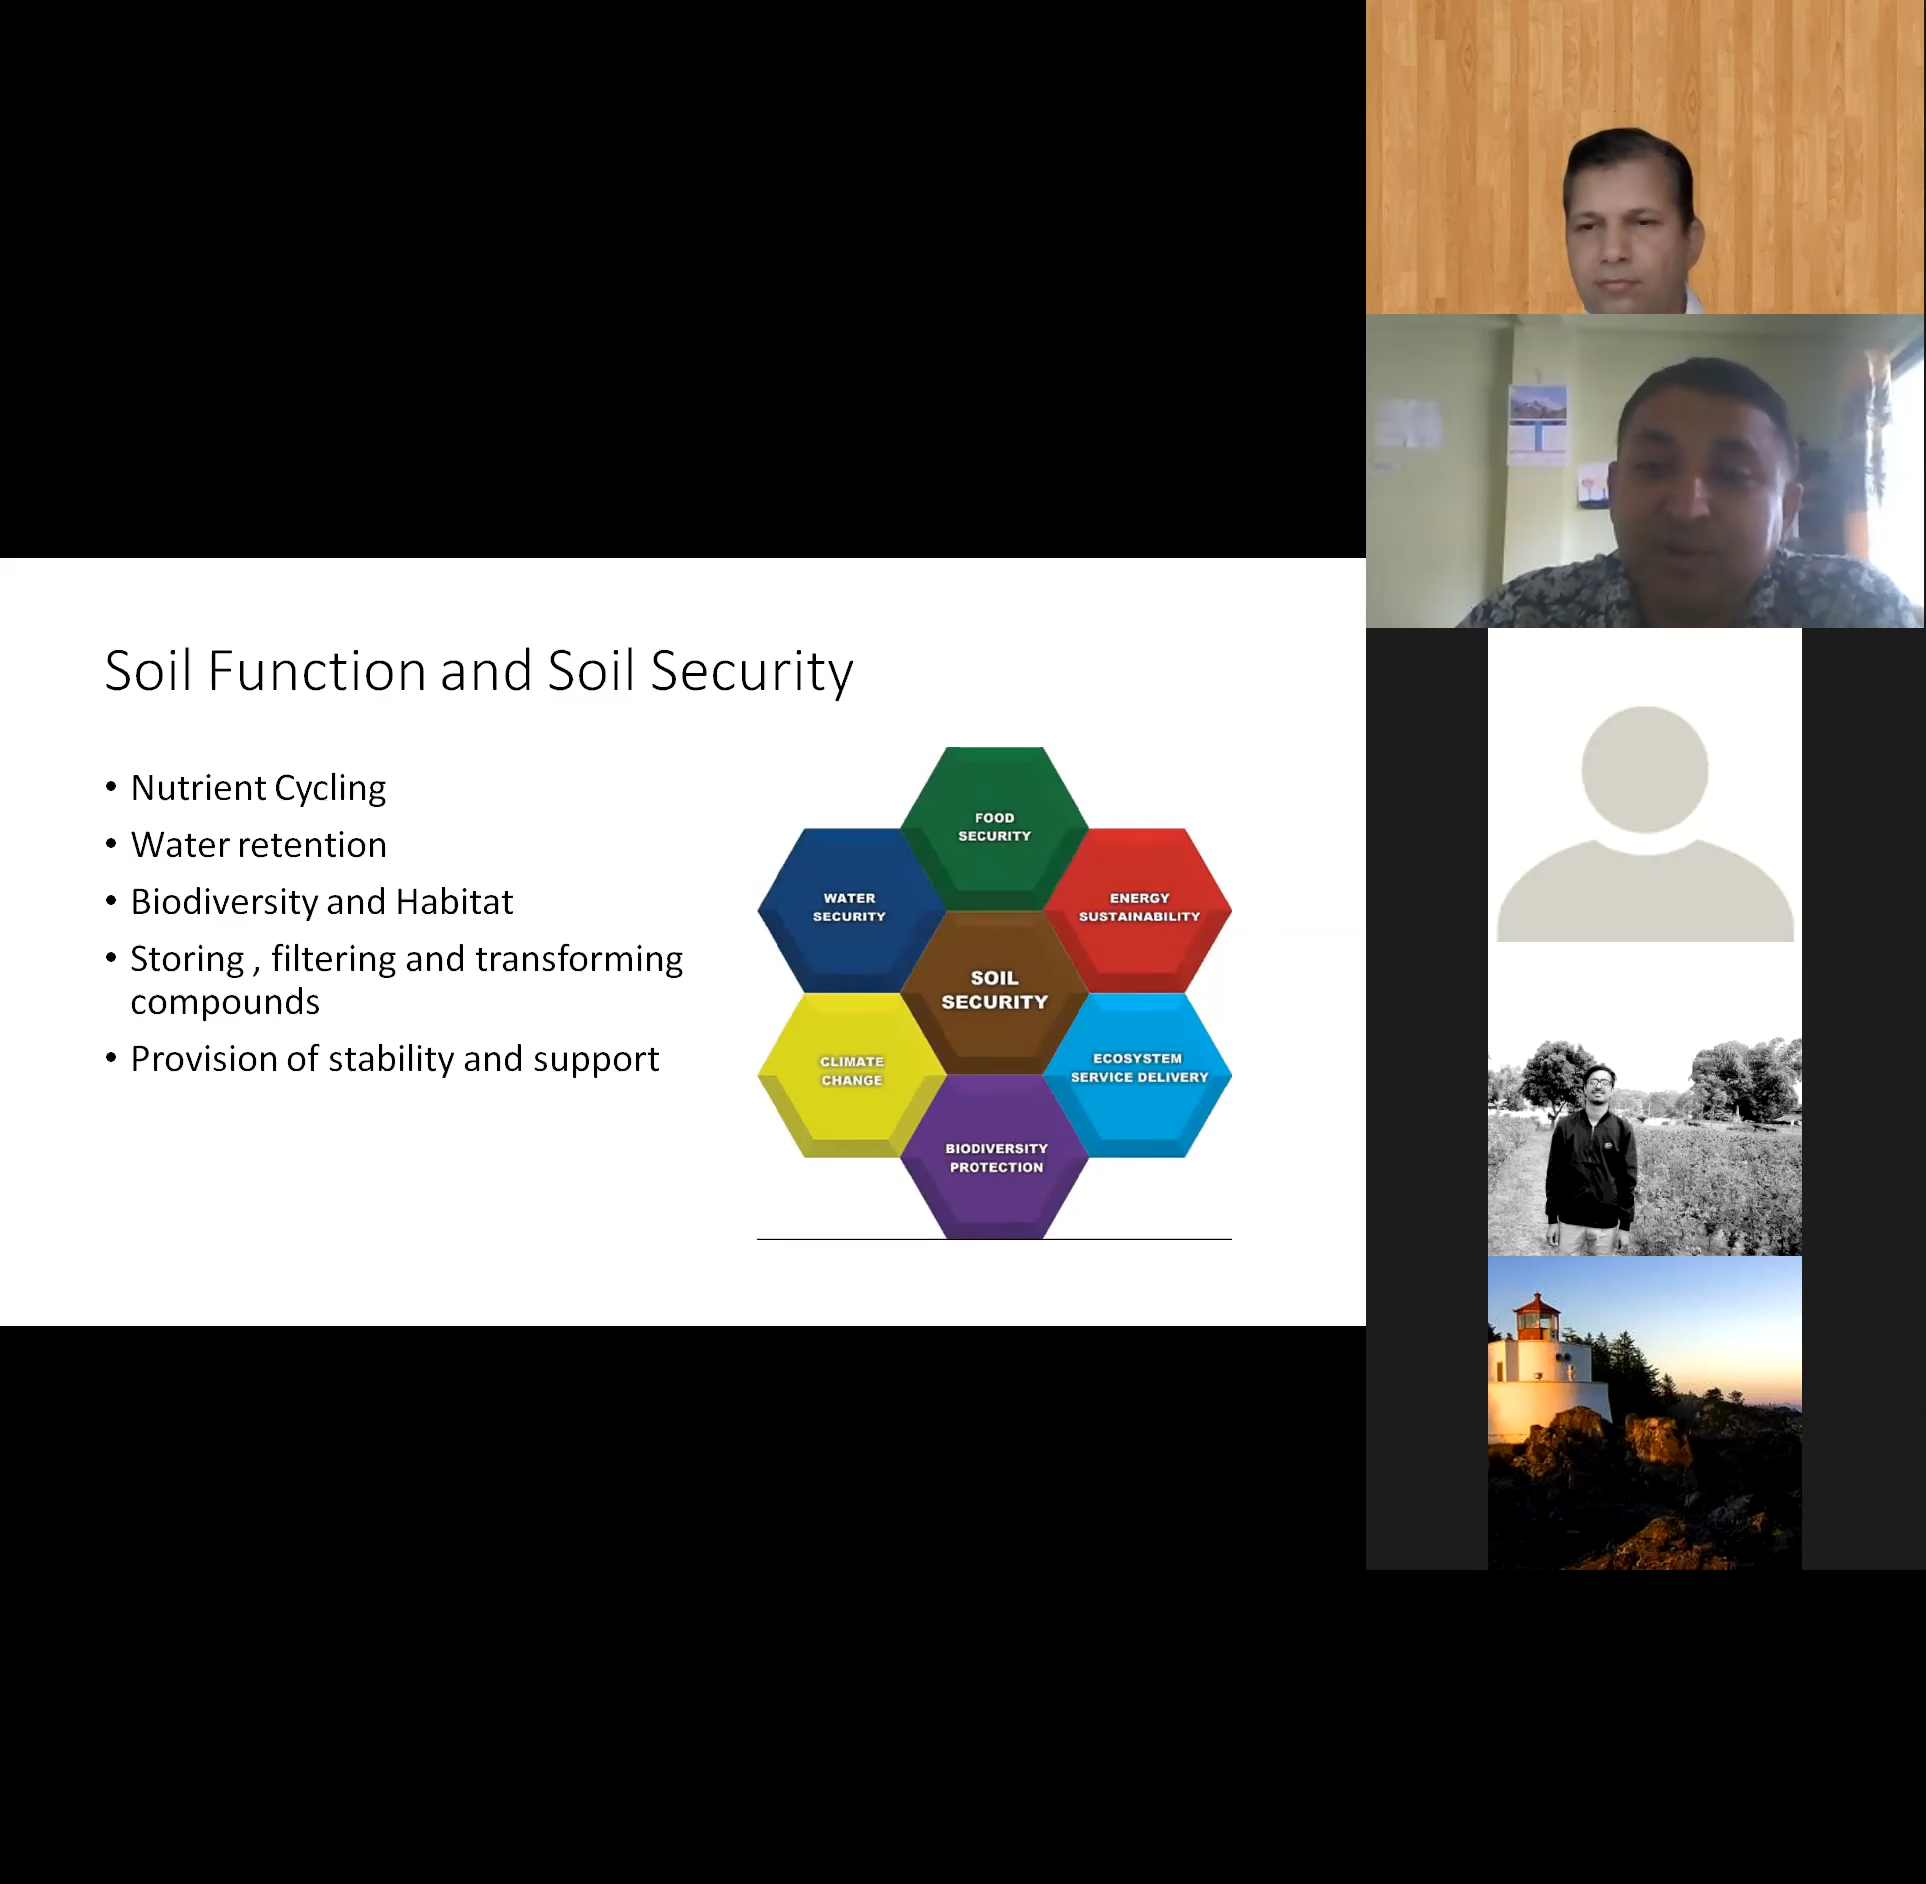 Soil Function and Soil Security
• Nutrient Cycling
• Water retention
• Biodiversity and Habitat
• Storing , filtering and transforming
compounds
• Provision of stability and support
FOOD
SECURITY
WATER
SECURITY
ENERGY
SUSTAINABILITY
SOIL
SECURITY
CLIMATE
CHANGE
ECOSYSTEM
SERVICE DELIVERY
BIODIVERSITY
PROTECTION